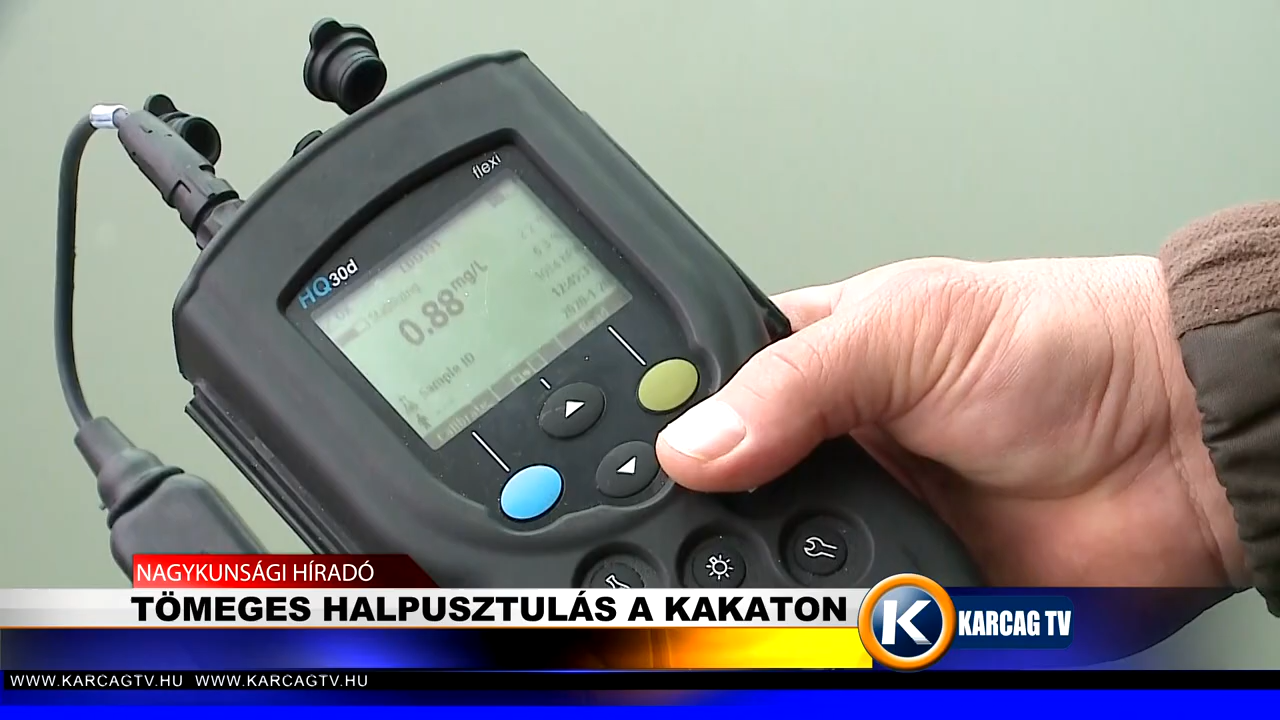 flexi
HQ30d
LDO101
0.88 mg/L
Sample ID
NAGYKUNSÁGI HÍRADÓ
TÖMEGES HALPUSZTULÁS A KAKATON
K KARCAG TV
WWW.KARCAGTV.HU WWW.KARCAGTV.HU